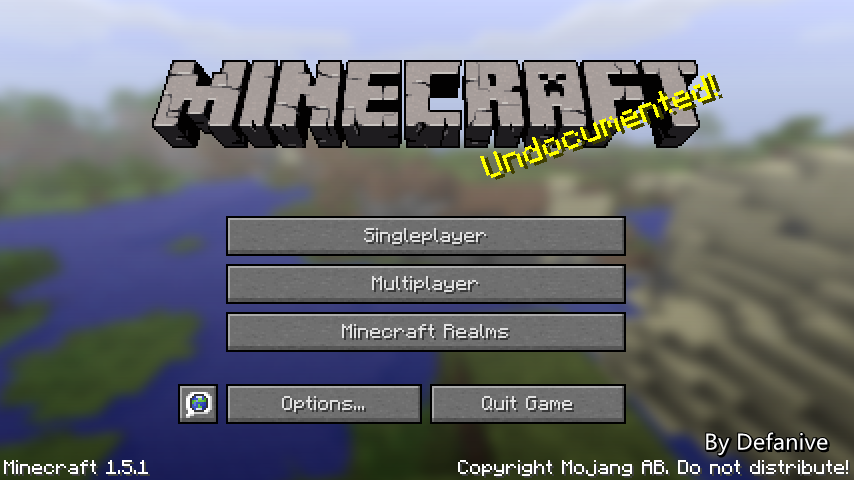 MINECRAFT
Undocumented!
Singleplayer
Multiplayer
Minecraft Realms
Options...
Quit Game
By Defanive
Minecraft 1.5.1
Copyright Mojang AB. Do not distribute!